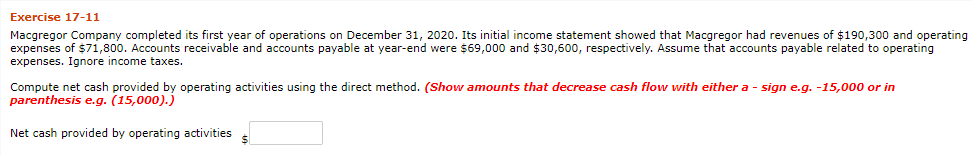 Exercise 17-11
Macgregor Company completed its first year of operations on December 31, 2020. Its initial income statement showed that Macgregor had revenues of $190,300 and operating
expenses of $71,800. Accounts receivable and accounts payable at year-end were $69,000 and $30,600, respectively. Assume that accounts payable related to operating
expenses. Ignore income taxes.
Compute net cash provided by operating activities using the direct method. (Show amounts that decrease cash flow with either a - sign e.g. -15,000 or in
parenthesis e.g. (15,000).)
Net cash provided by operating activities $